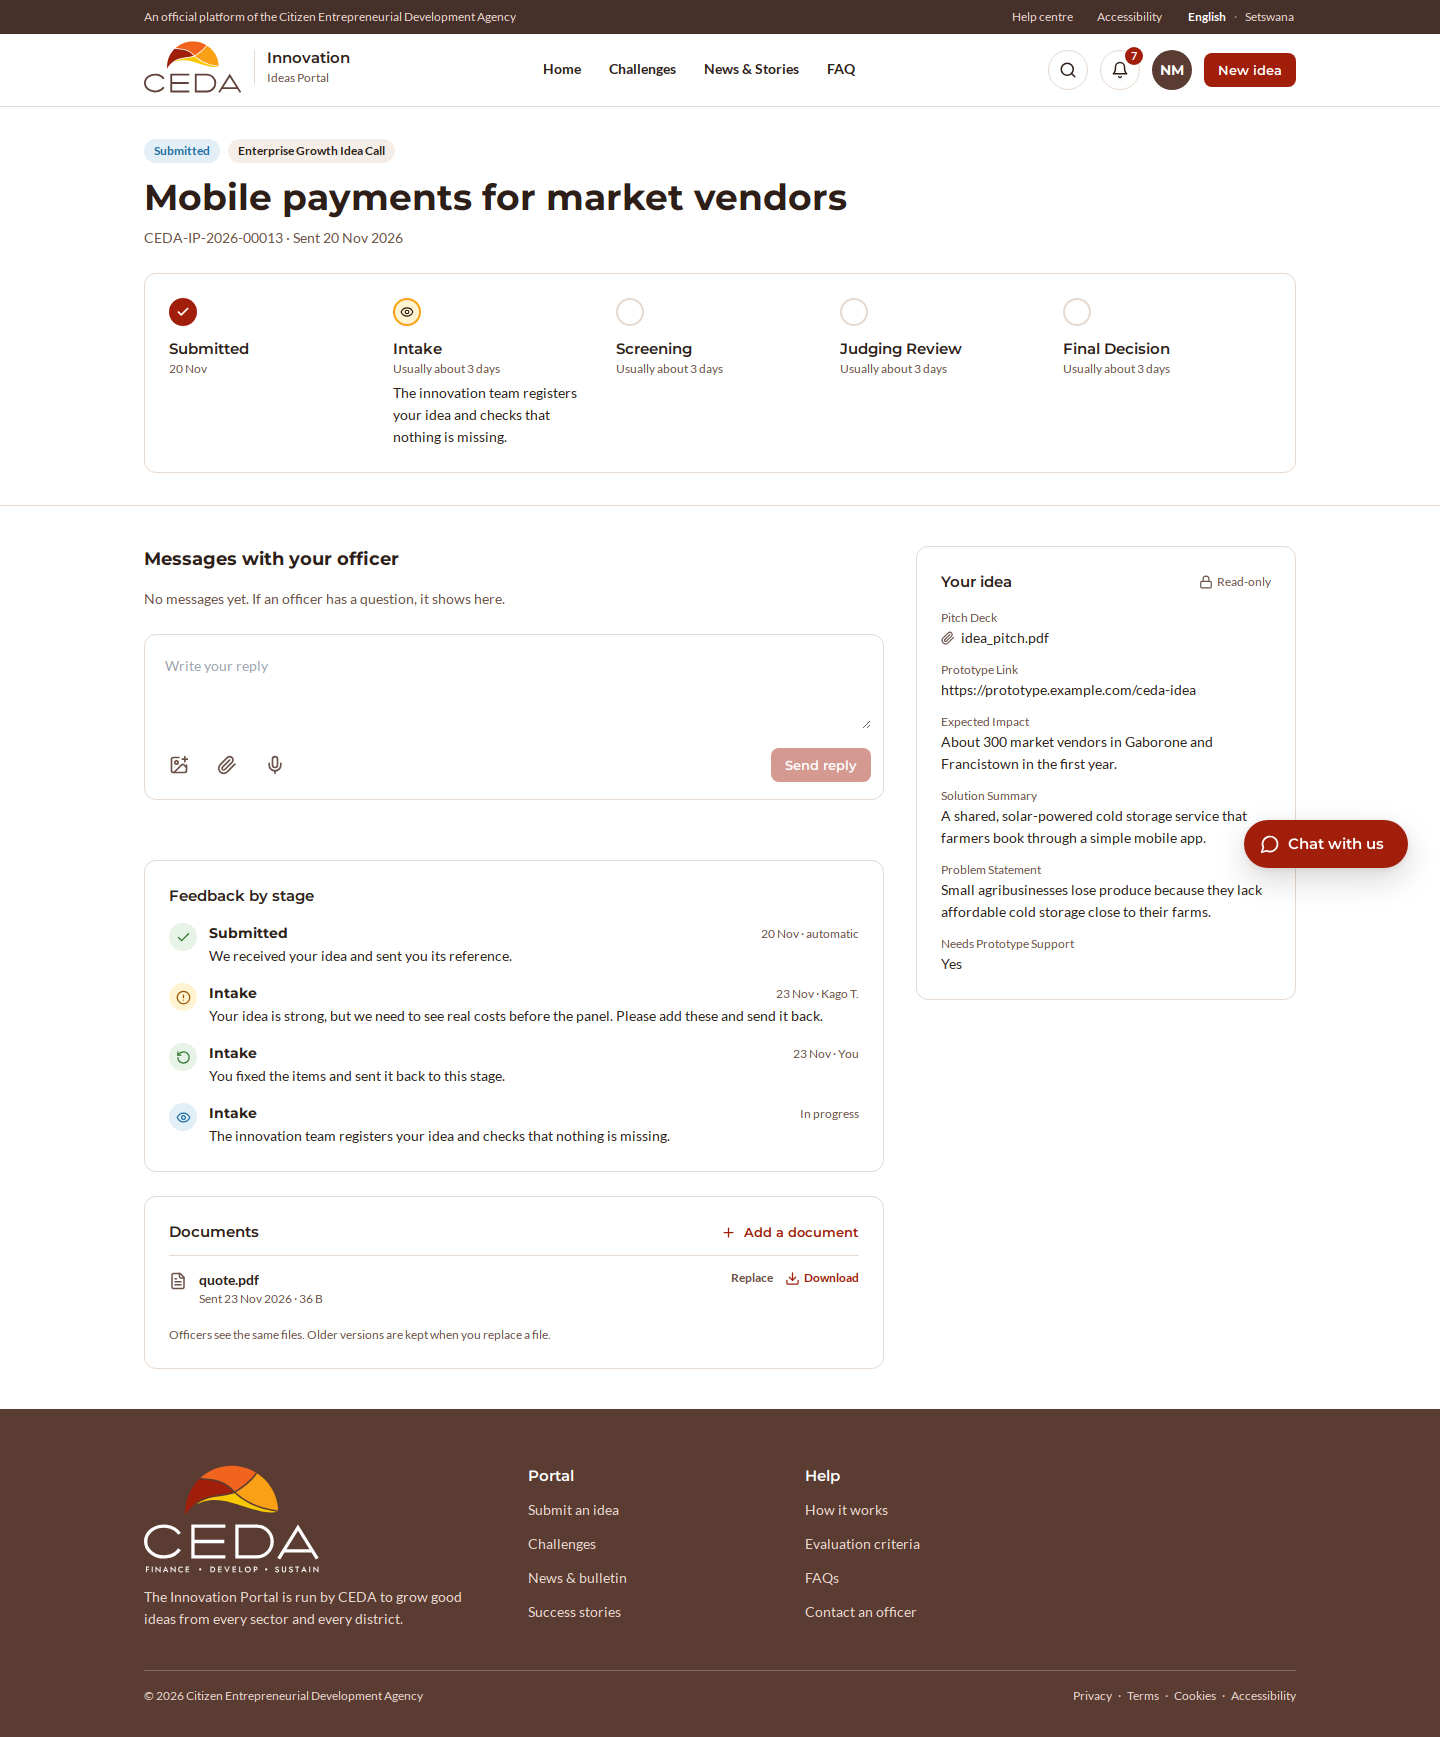 An official platform of the Citizen Entrepreneurial Development Agency
Help centre
Accessibility
English · Setswana
CEDA
Innovation
Ideas Portal
Home
Challenges
News & Stories
FAQ
7
NM
New idea
Submitted
Enterprise Growth Idea Call
Mobile payments for market vendors
CEDA-IP-2026-00013 · Sent 20 Nov 2026
Submitted
20 Nov
Intake
Usually about 3 days
The innovation team registers
your idea and checks that
nothing is missing.
Screening
Usually about 3 days
Judging Review
Usually about 3 days
Final Decision
Usually about 3 days
Messages with your officer
No messages yet. If an officer has a question, it shows here.
Write your reply
Send reply
Feedback by stage
Submitted
20 Nov · automatic
We received your idea and sent you its reference.
Intake
23 Nov · Kago T.
Your idea is strong, but we need to see real costs before the panel. Please add these and send it back.
Intake
23 Nov · You
You fixed the items and sent it back to this stage.
Intake
In progress
The innovation team registers your idea and checks that nothing is missing.
Documents
Add a document
quote.pdf
Sent 23 Nov 2026 · 36 B
Replace
Download
Officers see the same files. Older versions are kept when you replace a file.
Your idea
Read-only
Pitch Deck
idea_pitch.pdf
Prototype Link
https://prototype.example.com/ceda-idea
Expected Impact
About 300 market vendors in Gaborone and
Francistown in the first year.
Solution Summary
A shared, solar-powered cold storage service that
farmers book through a simple mobile app.
Problem Statement
Small agribusinesses lose produce because they lack
affordable cold storage close to their farms.
Needs Prototype Support
Yes
Chat with us
CEDA
FINANCE • DEVELOP • SUSTAIN
The Innovation Portal is run by CEDA to grow good
ideas from every sector and every district.
Portal
Submit an idea
Challenges
News & bulletin
Success stories
Help
How it works
Evaluation criteria
FAQs
Contact an officer
© 2026 Citizen Entrepreneurial Development Agency
Privacy · Terms · Cookies · Accessibility